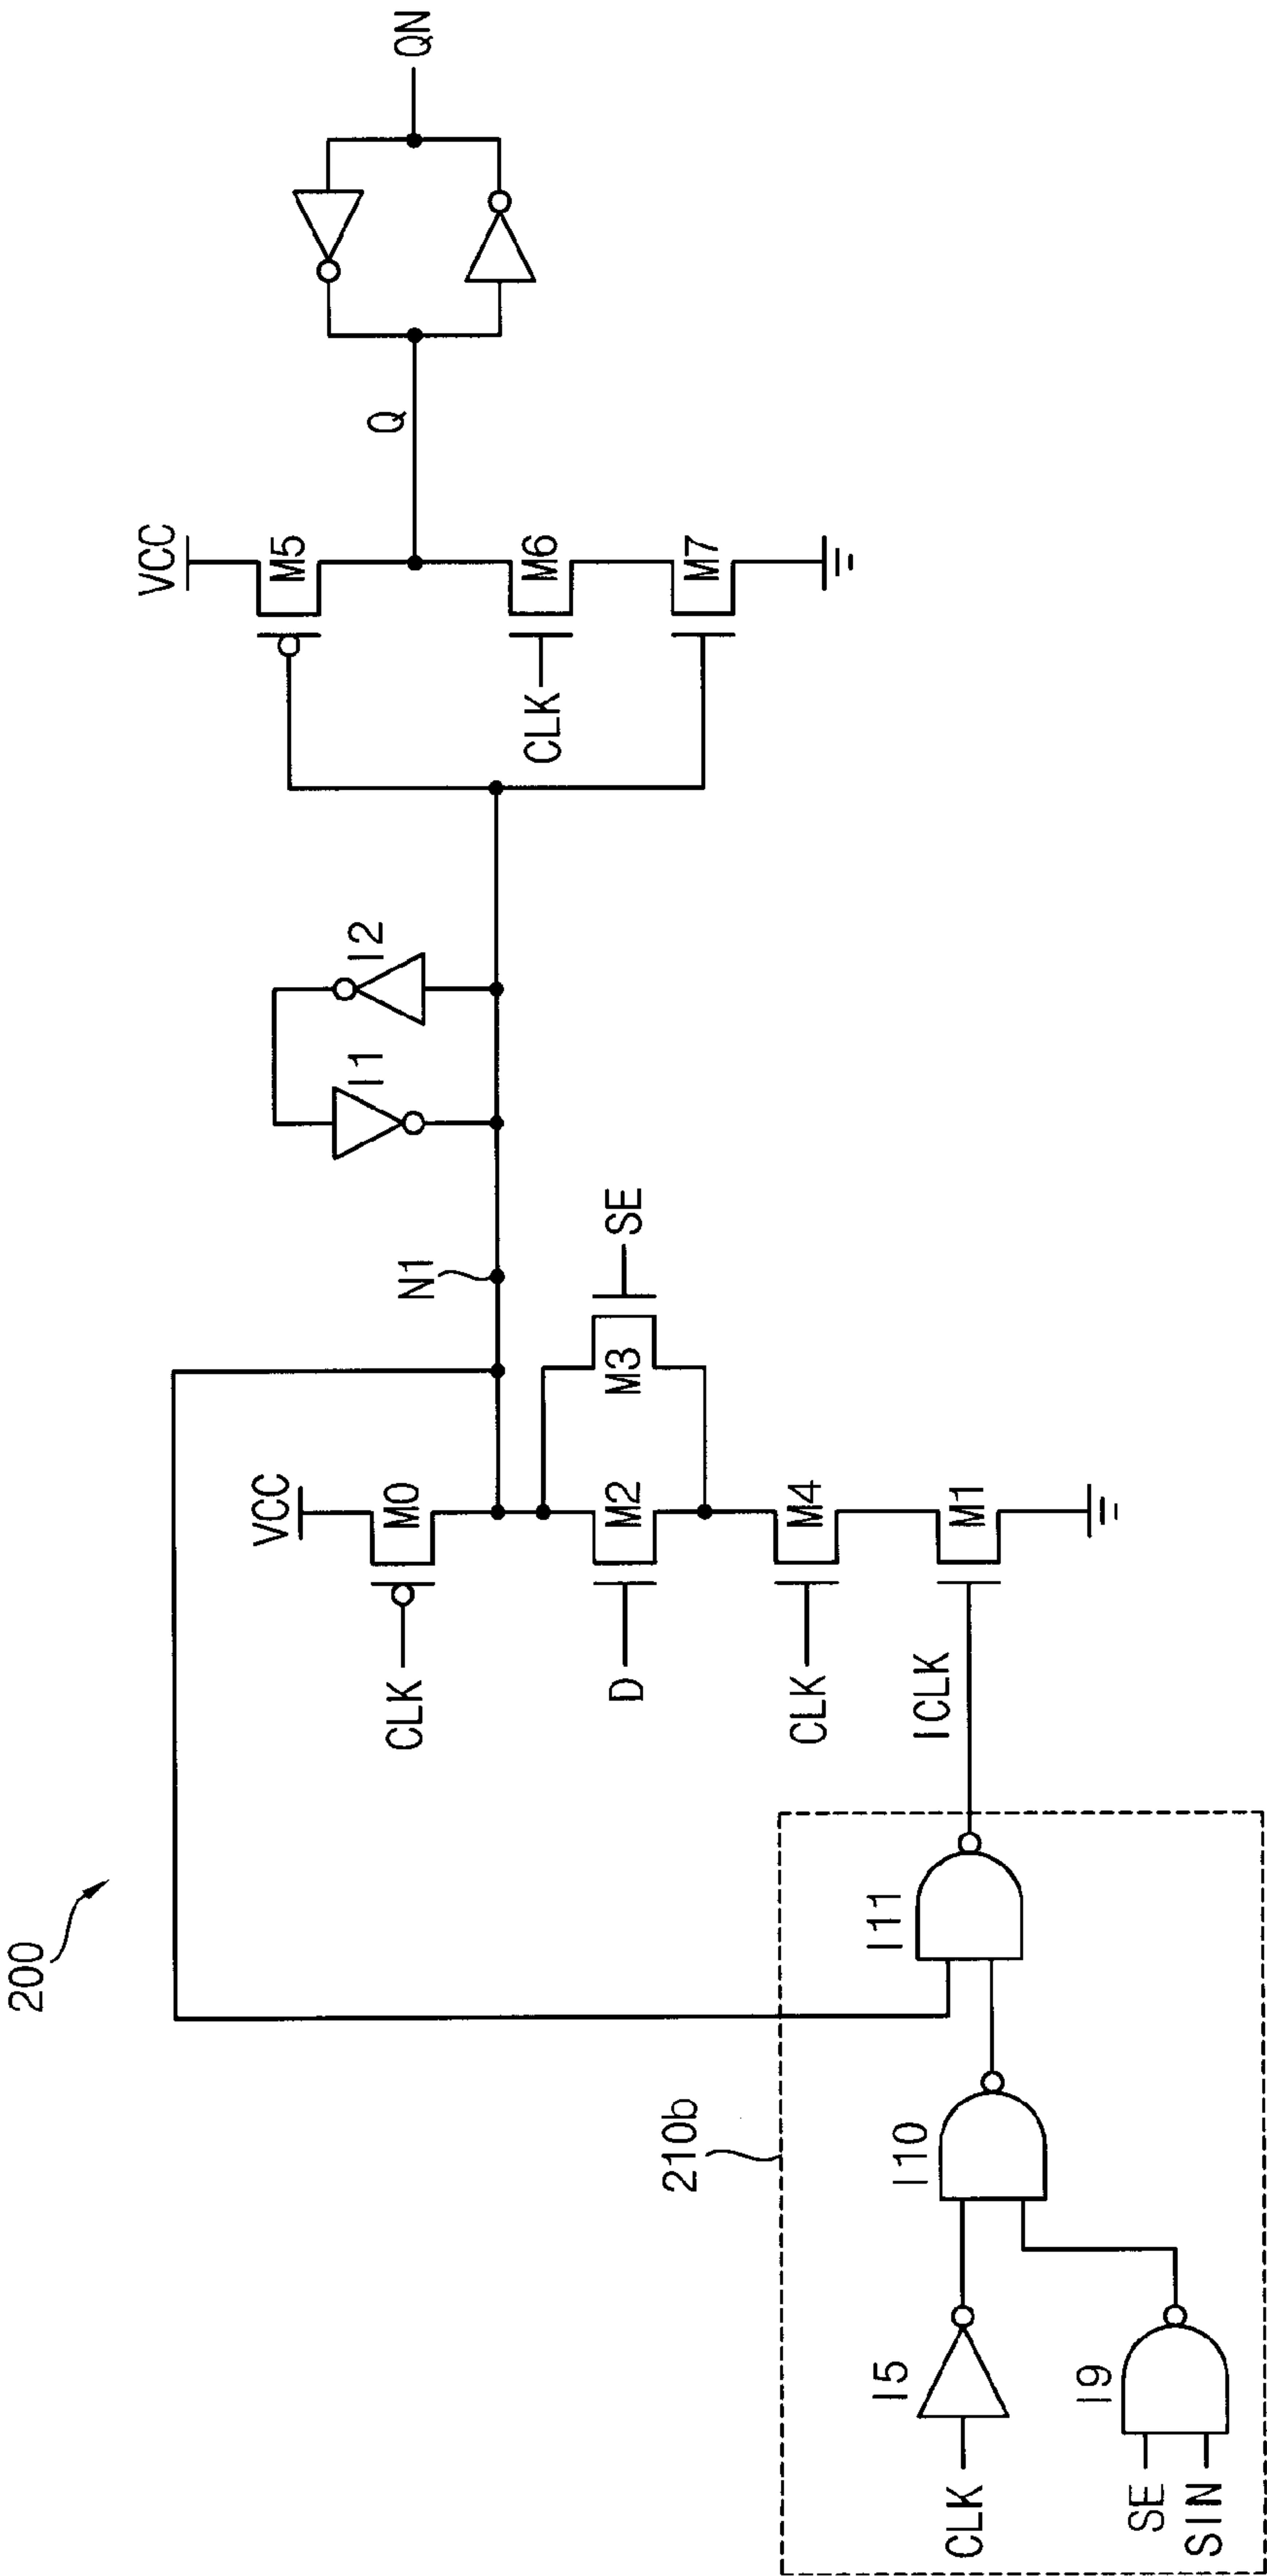 200
VCC
CLK
M0
D
M2
M3
SE
CLK
M4
ICLK
M1
N1
I1
I2
VCC
M5
CLK
M6
M7
Q
QN
210b
CLK
I5
SE
SIN
I9
I10
I11